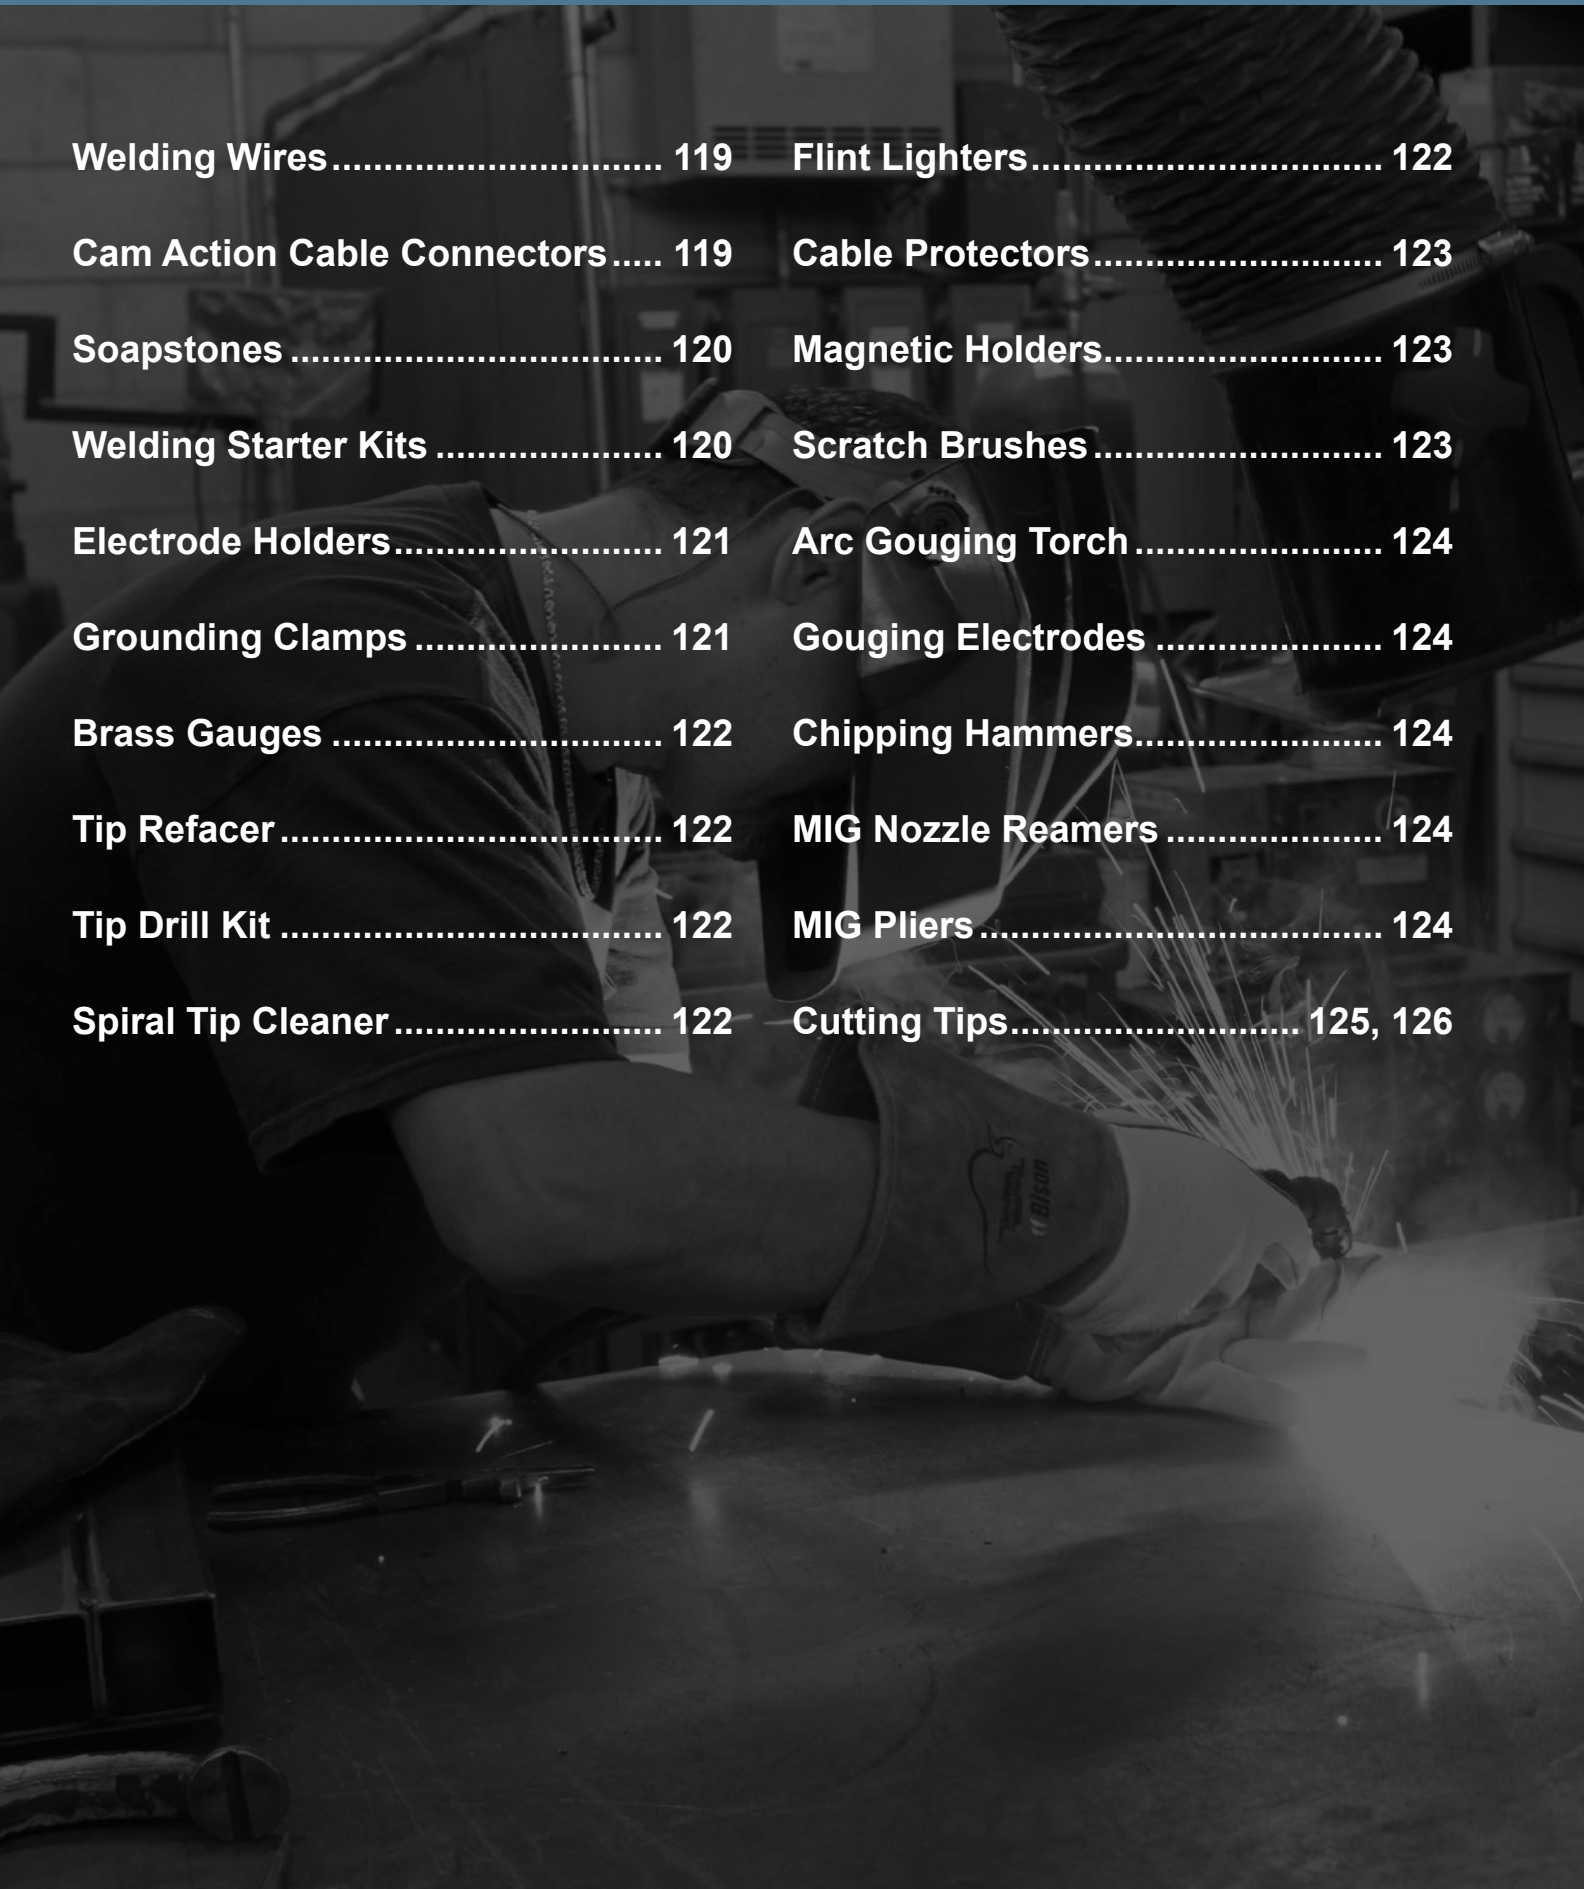 Welding Wires................................ 119
Cam Action Cable Connectors..... 119
Soapstones .................................... 120
Welding Starter Kits ...................... 120
Electrode Holders.......................... 121
Grounding Clamps ........................ 121
Brass Gauges ................................ 122
Tip Refacer..................................... 122
Tip Drill Kit ..................................... 122
Spiral Tip Cleaner.......................... 122
Flint Lighters.................................. 122
Cable Protectors............................ 123
Magnetic Holders........................... 123
Scratch Brushes............................ 123
Arc Gouging Torch........................ 124
Gouging Electrodes ...................... 124
Chipping Hammers........................ 124
MIG Nozzle Reamers..................... 124
MIG Pliers....................................... 124
Cutting Tips............................ 125, 126
Bison